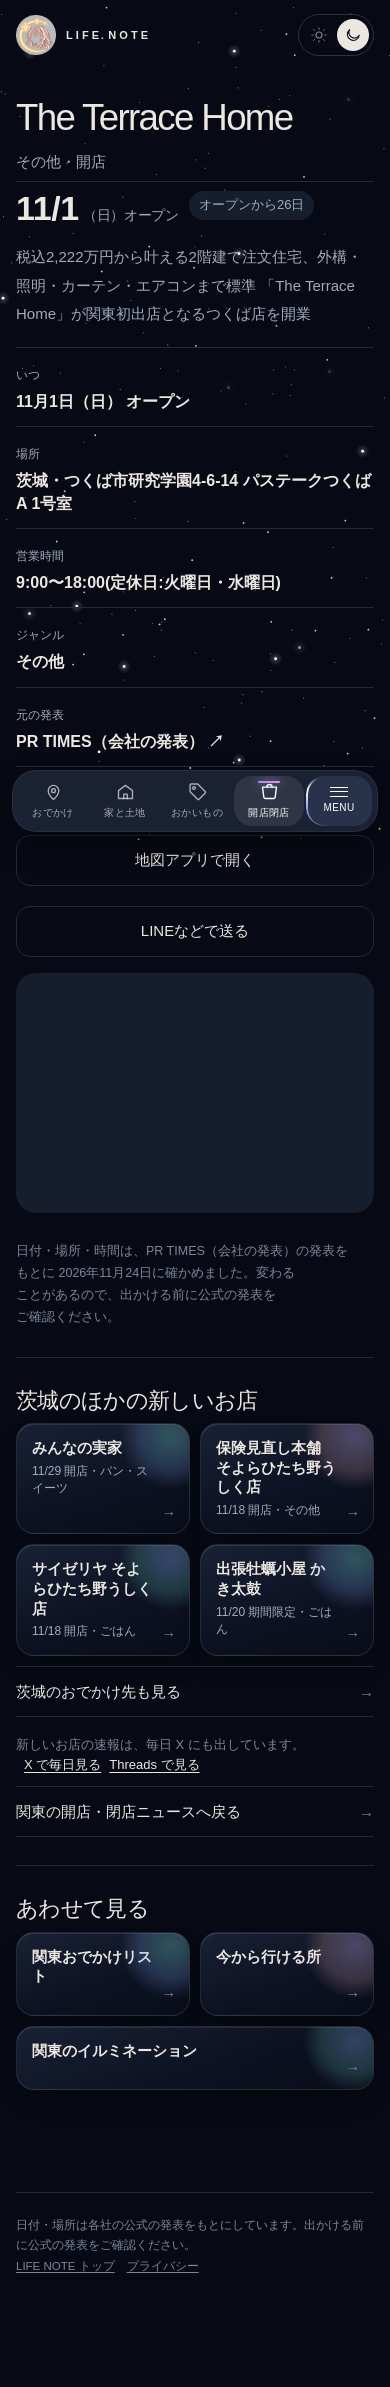 LIFE.NOTE
The Terrace Home
その他・開店
11/1（日）オープン オープンから26日
税込2,222万円から叶える2階建て注文住宅、外構・
照明・カーテン・エアコンまで標準 「The Terrace
Home」が関東初出店となるつくば店を開業
いつ
11月1日（日） オープン
場所
茨城・つくば市研究学園4-6-14 パステークつくば
A 1号室
営業時間
9:00〜18:00(定休日:火曜日・水曜日)
ジャンル
その他
元の発表
PR TIMES（会社の発表） ↗
おでかけ 家と土地 おかいもの 開店閉店 MENU
地図アプリで開く
LINEなどで送る
日付・場所・時間は、PR TIMES（会社の発表）の発表を
もとに 2026年11月24日に確かめました。変わる
ことがあるので、出かける前に公式の発表を
ご確認ください。
茨城のほかの新しいお店
みんなの実家
11/29 開店・パン・ス
イーツ
→
保険見直し本舗
そよらひたち野う
しく店
11/18 開店・その他 →
サイゼリヤ そよ
らひたち野うしく
店
11/18 開店・ごはん →
出張牡蠣小屋 か
き太鼓
11/20 期間限定・ごは
ん →
茨城のおでかけ先も見る →
新しいお店の速報は、毎日 X にも出しています。
X で毎日見る Threads で見る
関東の開店・閉店ニュースへ戻る →
あわせて見る
関東おでかけリス
ト →
今から行ける所
→
関東のイルミネーション
→
日付・場所は各社の公式の発表をもとにしています。出かける前
に公式の発表をご確認ください。
LIFE NOTE トップ プライバシー